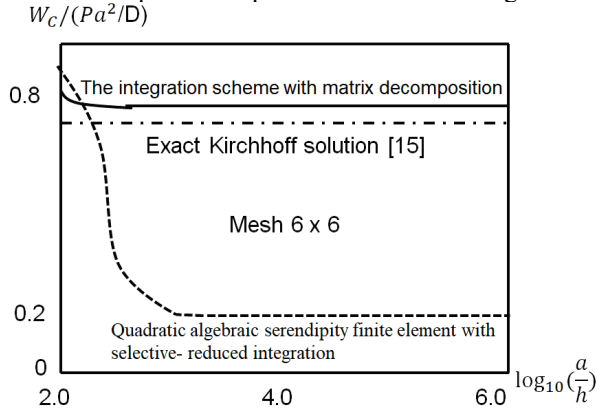 W_C/(Pa²/D)
The integration scheme with matrix decomposition
0.8
Exact Kirchhoff solution [15]
Mesh 6 x 6
0.2
Quadratic algebraic serendipity finite element with
selective- reduced integration
0
log₁₀(a/h)
2.0 4.0 6.0